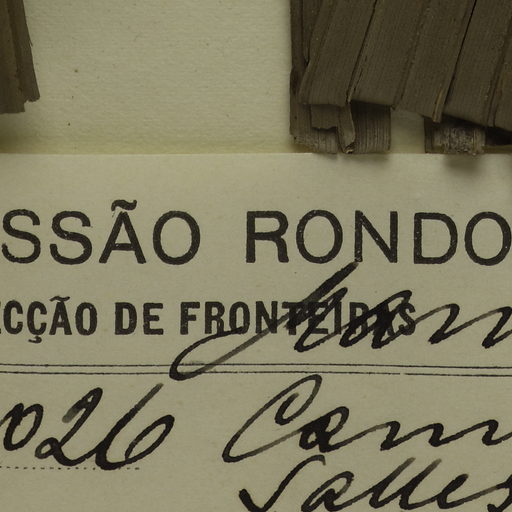 SSÃO RONDO
CÇÃO DE FRONTEIRAS
026 Cam
Salles